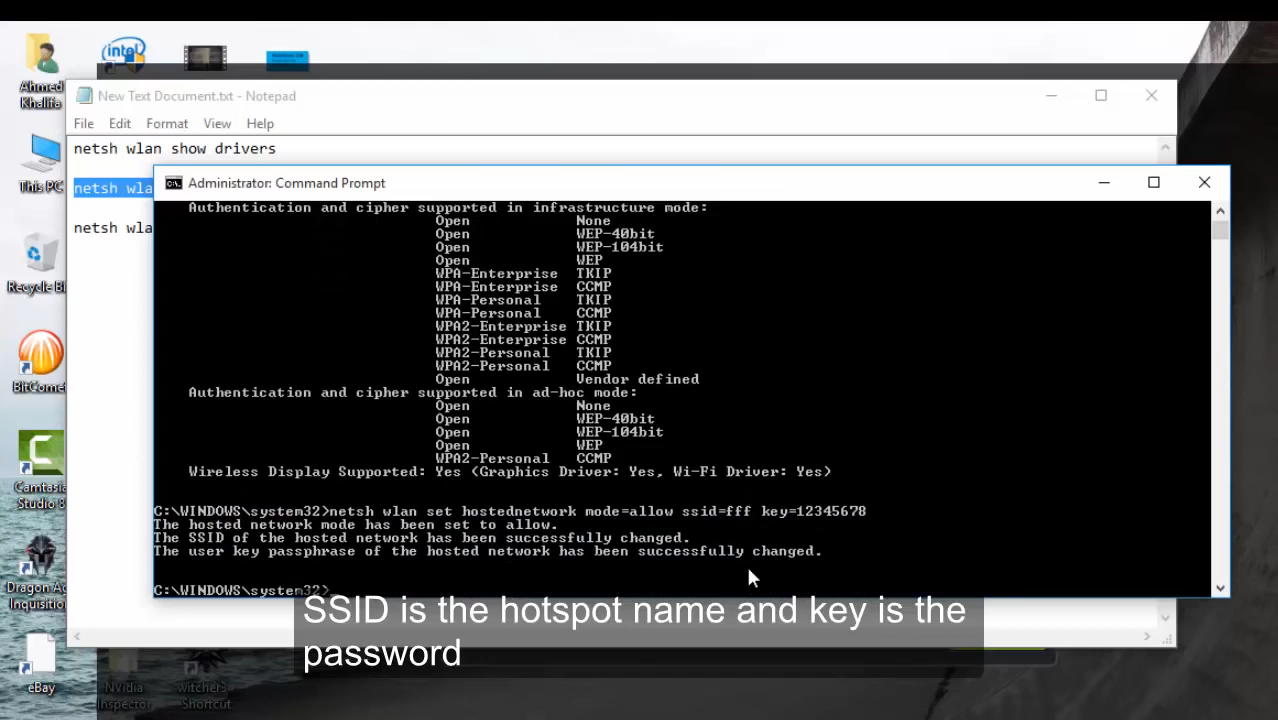 intel
Ahmed
Khalifa
New Text Document.txt - Notepad
File Edit Format View Help
netsh wlan show drivers
This PC
netsh wla
Administrator: Command Prompt
netsh wla
Authentication and cipher supported in infrastructure mode:
Open None
Open WEP-40bit
Open WEP-104bit
Open WEP
WPA-Enterprise TKIP
WPA-Enterprise CCMP
WPA-Personal TKIP
WPA-Personal CCMP
WPA2-Enterprise TKIP
WPA2-Enterprise CCMP
WPA2-Personal TKIP
WPA2-Personal CCMP
Open Vendor defined
Authentication and cipher supported in ad-hoc mode:
Open None
Open WEP-40bit
Open WEP-104bit
Open WEP
WPA2-Personal CCMP
Wireless Display Supported: Yes (Graphics Driver: Yes, Wi-Fi Driver: Yes)
C:\WINDOWS\system32>netsh wlan set hostednetwork mode=allow ssid=fff key=12345678
The hosted network mode has been set to allow.
The SSID of the hosted network has been successfully changed.
The user key passphrase of the hosted network has been successfully changed.
C:\WINDOWS\system32>
Recycle Bi
BitComet
Camtasia
Studio 8
Dragon Ag
Inquisitio
eBay
NVidia
Inspector
witchers -
Shortcut
SSID is the hotspot name and key is the
password